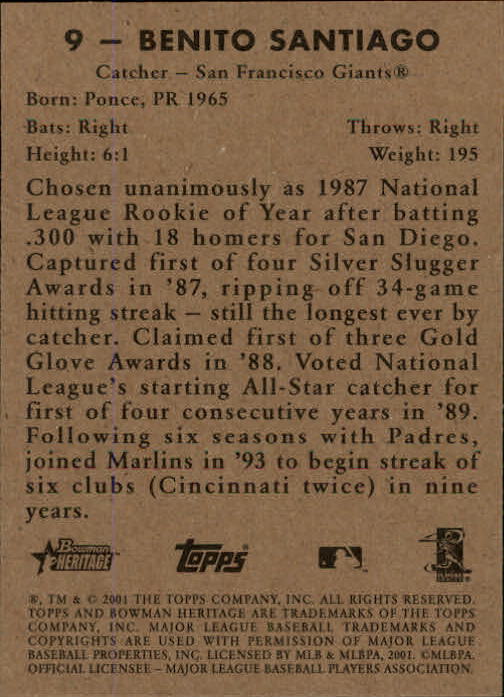 9 – BENITO SANTIAGO
Catcher – San Francisco Giants®
Born: Ponce, PR 1965
Bats: Right Throws: Right
Height: 6:1 Weight: 195
Chosen unanimously as 1987 National
League Rookie of Year after batting
.300 with 18 homers for San Diego.
Captured first of four Silver Slugger
Awards in '87, ripping off 34-game
hitting streak – still the longest ever by
catcher. Claimed first of three Gold
Glove Awards in '88. Voted National
League's starting All-Star catcher for
first of four consecutive years in '89.
Following six seasons with Padres,
joined Marlins in '93 to begin streak of
six clubs (Cincinnati twice) in nine
years.
Bowman HERITAGE Topps
®, TM & © 2001 THE TOPPS COMPANY, INC. ALL RIGHTS RESERVED.
TOPPS AND BOWMAN HERITAGE ARE TRADEMARKS OF THE TOPPS
COMPANY, INC. MAJOR LEAGUE BASEBALL TRADEMARKS AND
COPYRIGHTS ARE USED WITH PERMISSION OF MAJOR LEAGUE
BASEBALL PROPERTIES, INC. LICENSED BY MLB & MLBPA, 2001. ©MLBPA.
OFFICIAL LICENSEE – MAJOR LEAGUE BASEBALL PLAYERS ASSOCIATION.